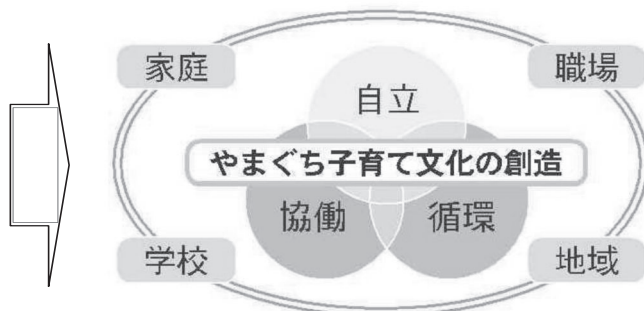 家庭
職場
自立
やまぐち子育て文化の創造
協働
循環
学校
地域